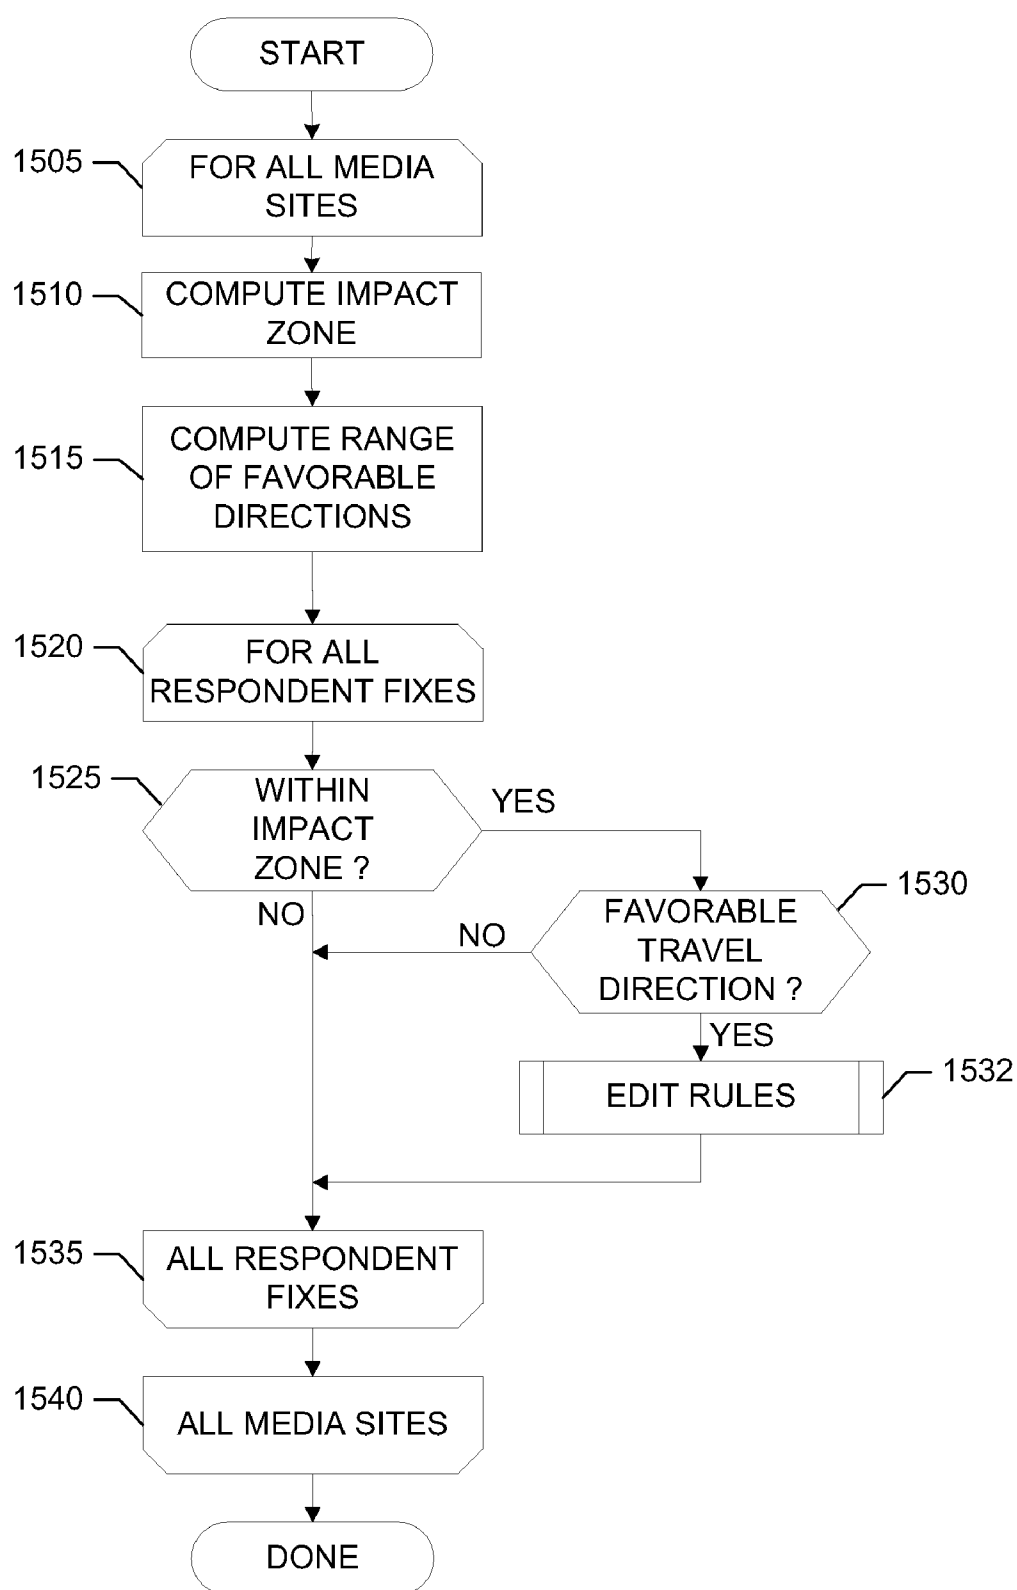 START
1505
FOR ALL MEDIA
SITES
1510
COMPUTE IMPACT
ZONE
1515
COMPUTE RANGE
OF FAVORABLE
DIRECTIONS
1520
FOR ALL
RESPONDENT FIXES
1525
WITHIN
IMPACT
ZONE ?
YES
NO
1530
FAVORABLE
TRAVEL
DIRECTION ?
NO
YES
1532
EDIT RULES
1535
ALL RESPONDENT
FIXES
1540
ALL MEDIA SITES
DONE